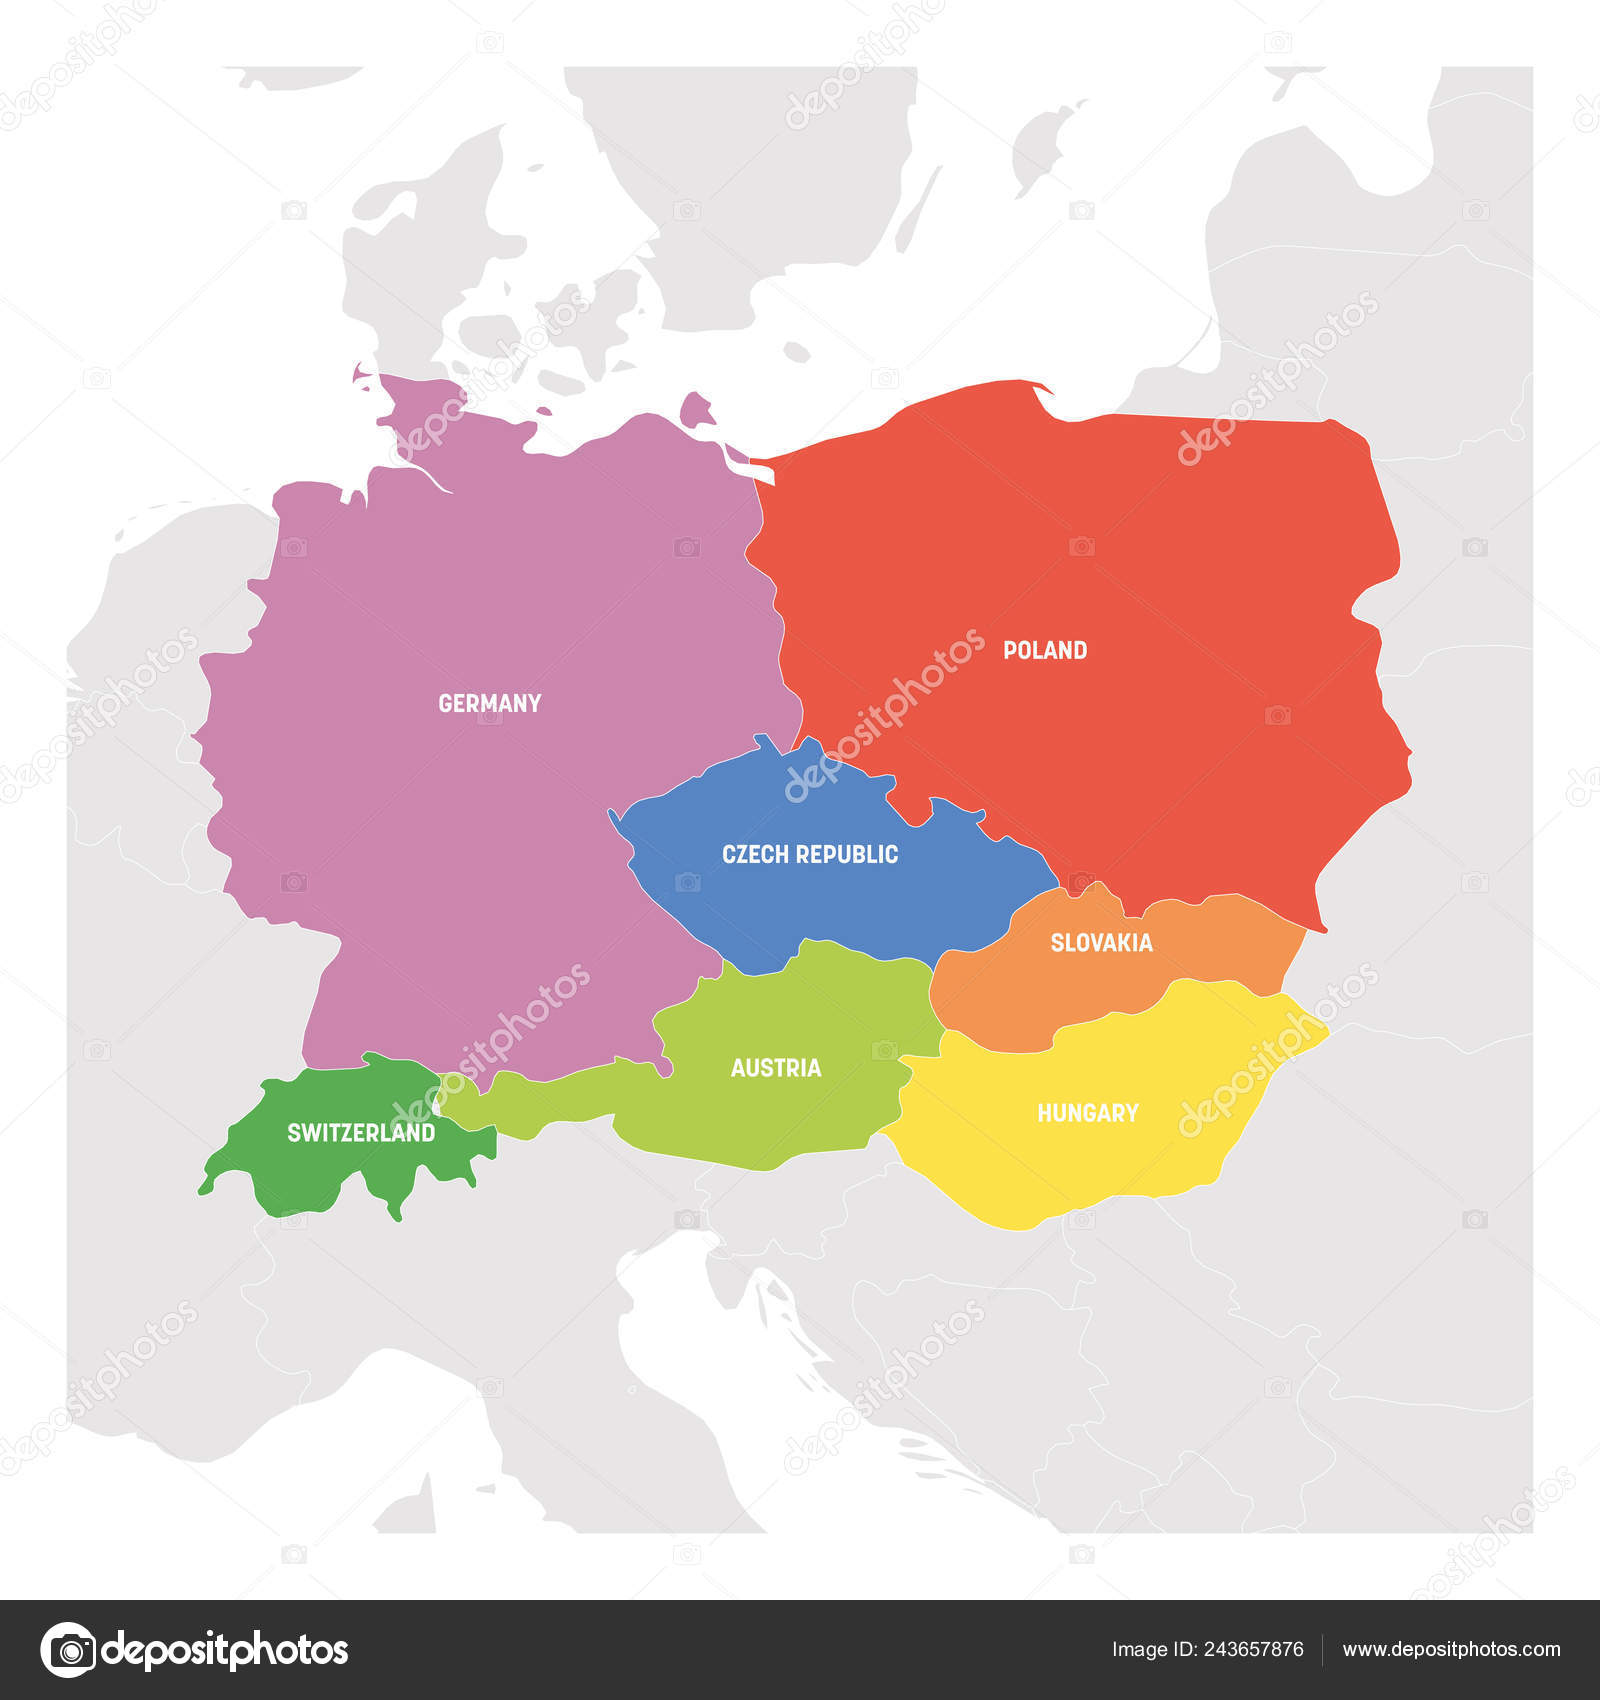 POLAND
GERMANY
CZECH REPUBLIC
SLOVAKIA
AUSTRIA
HUNGARY
SWITZERLAND
depositphotos
Image ID: 243657876
www.depositphotos.com